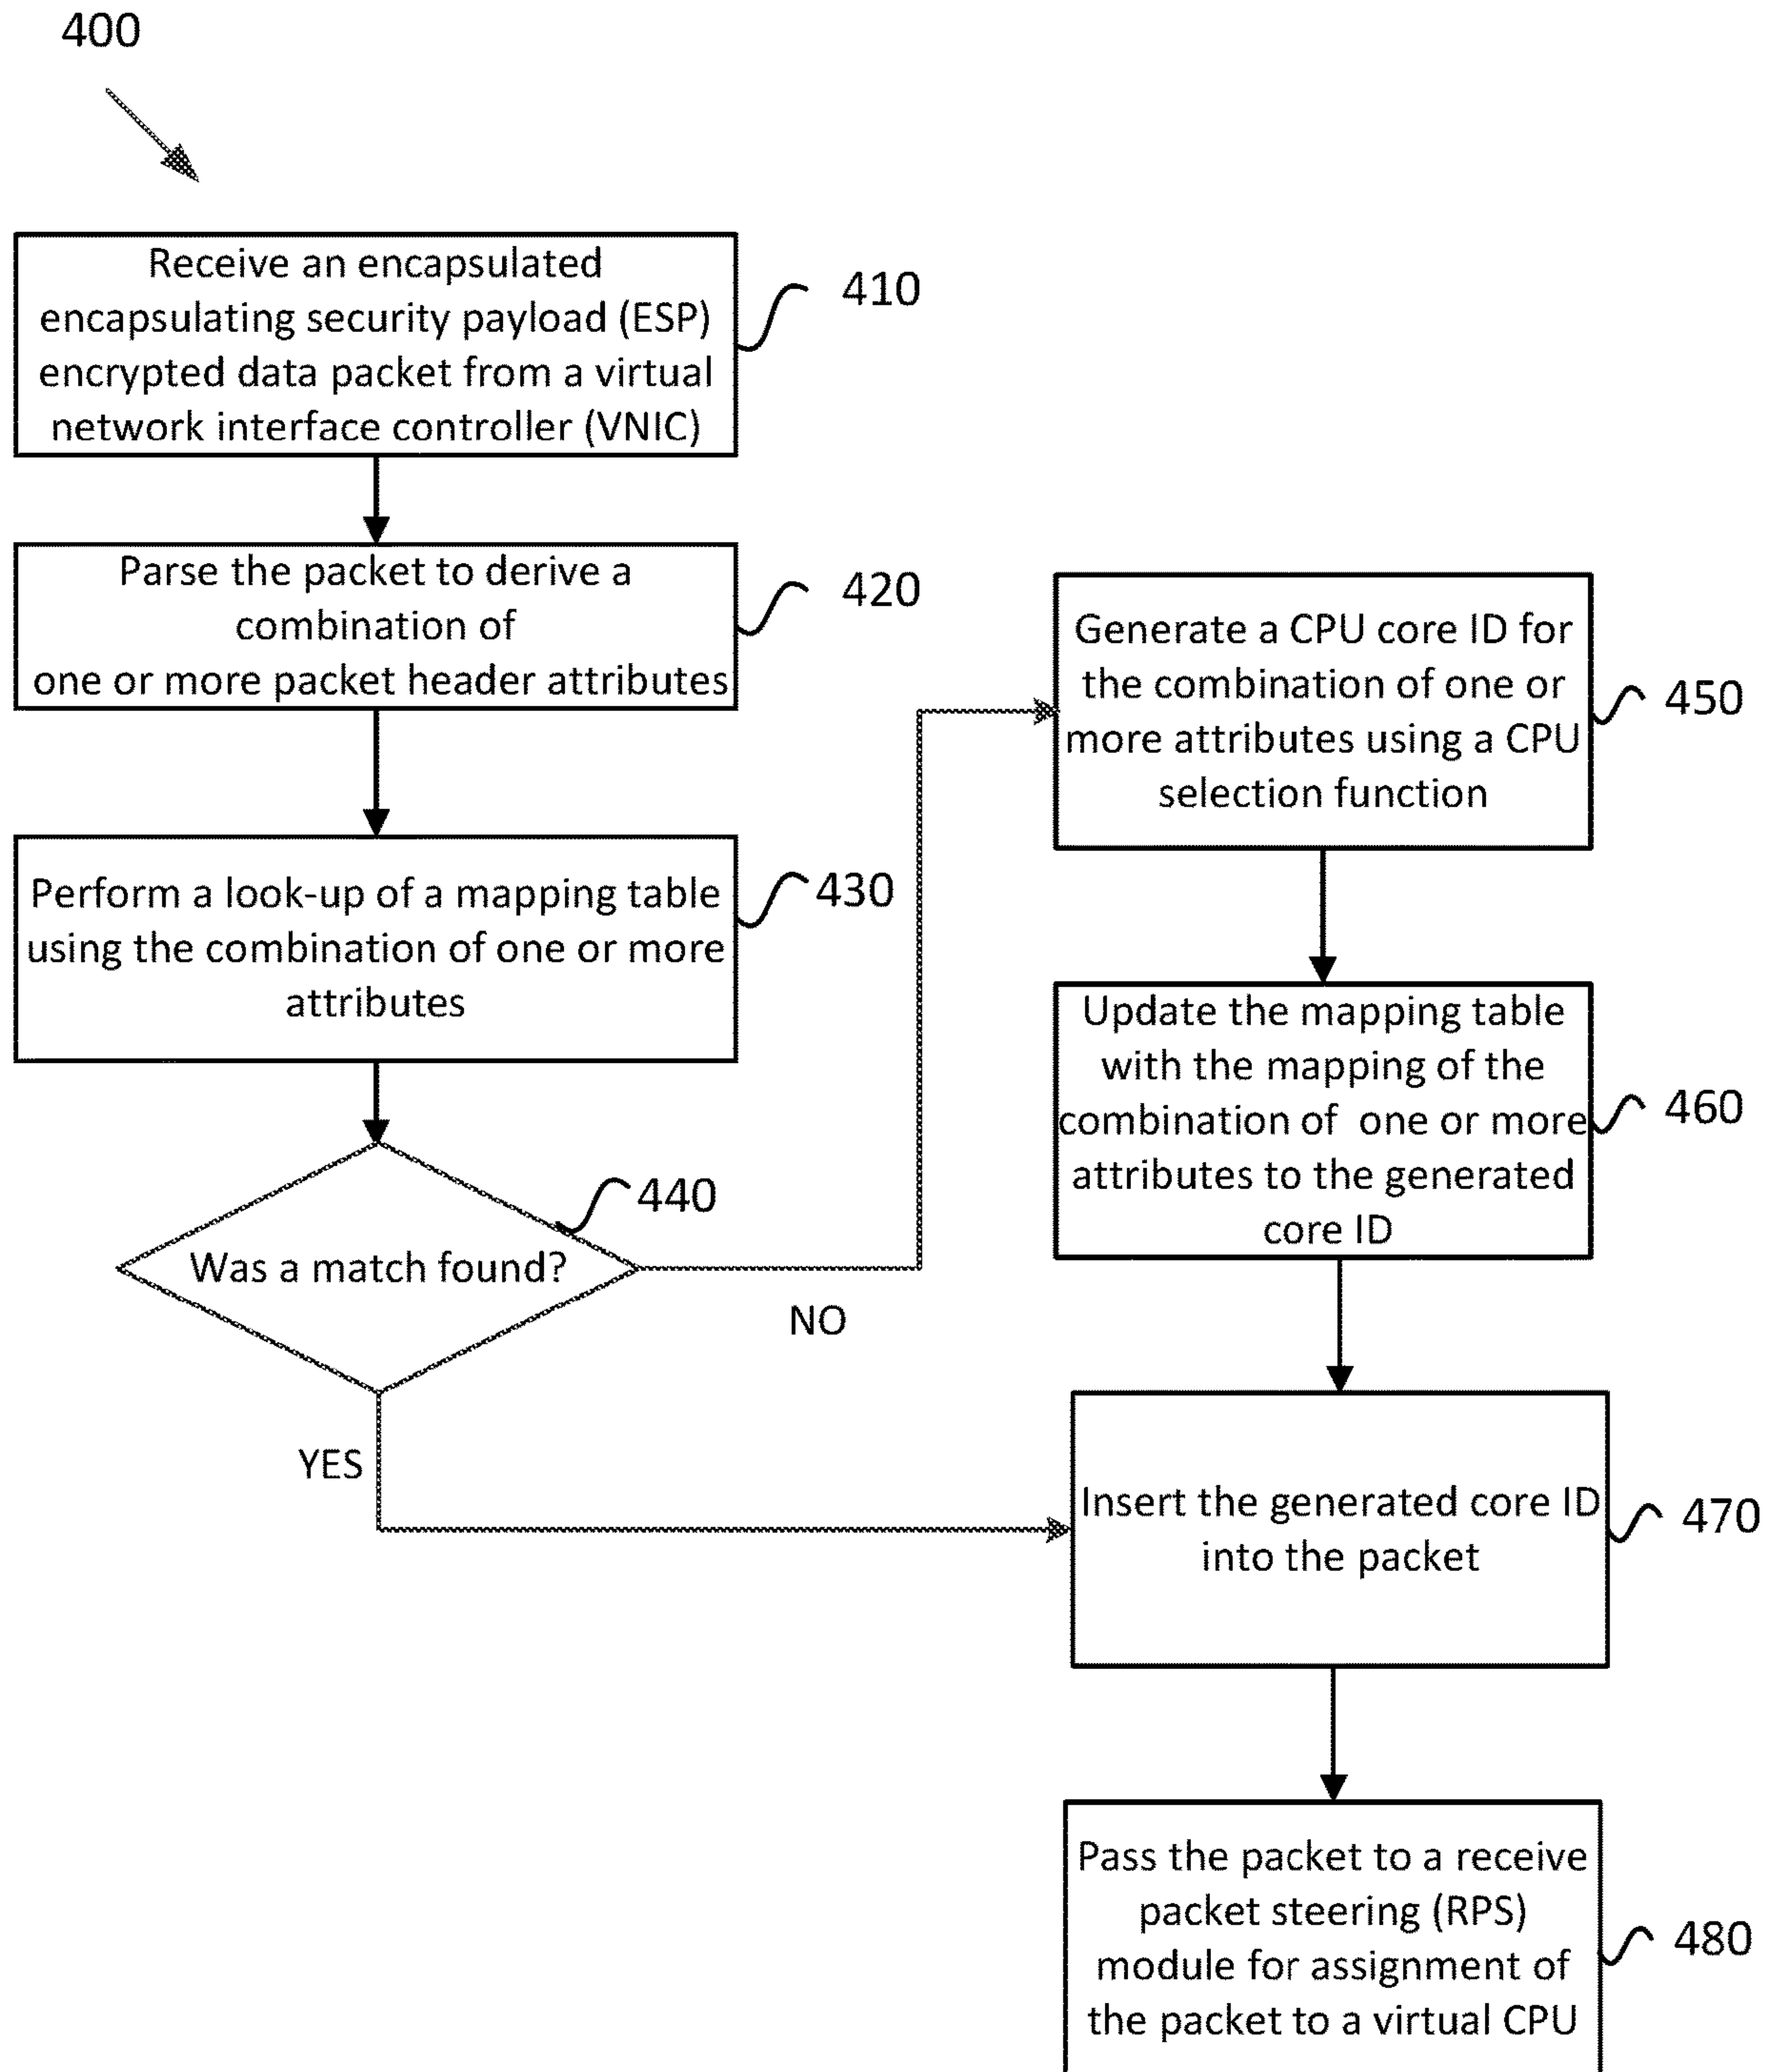 400
Receive an encapsulated
encapsulating security payload (ESP)
encrypted data packet from a virtual
network interface controller (VNIC)
410
Parse the packet to derive a
combination of
one or more packet header attributes
420
Perform a look-up of a mapping table
using the combination of one or more
attributes
430
Was a match found?
440
NO
YES
Generate a CPU core ID for
the combination of one or
more attributes using a CPU
selection function
450
Update the mapping table
with the mapping of the
combination of one or more
attributes to the generated
core ID
460
Insert the generated core ID
into the packet
470
Pass the packet to a receive
packet steering (RPS)
module for assignment of
the packet to a virtual CPU
480